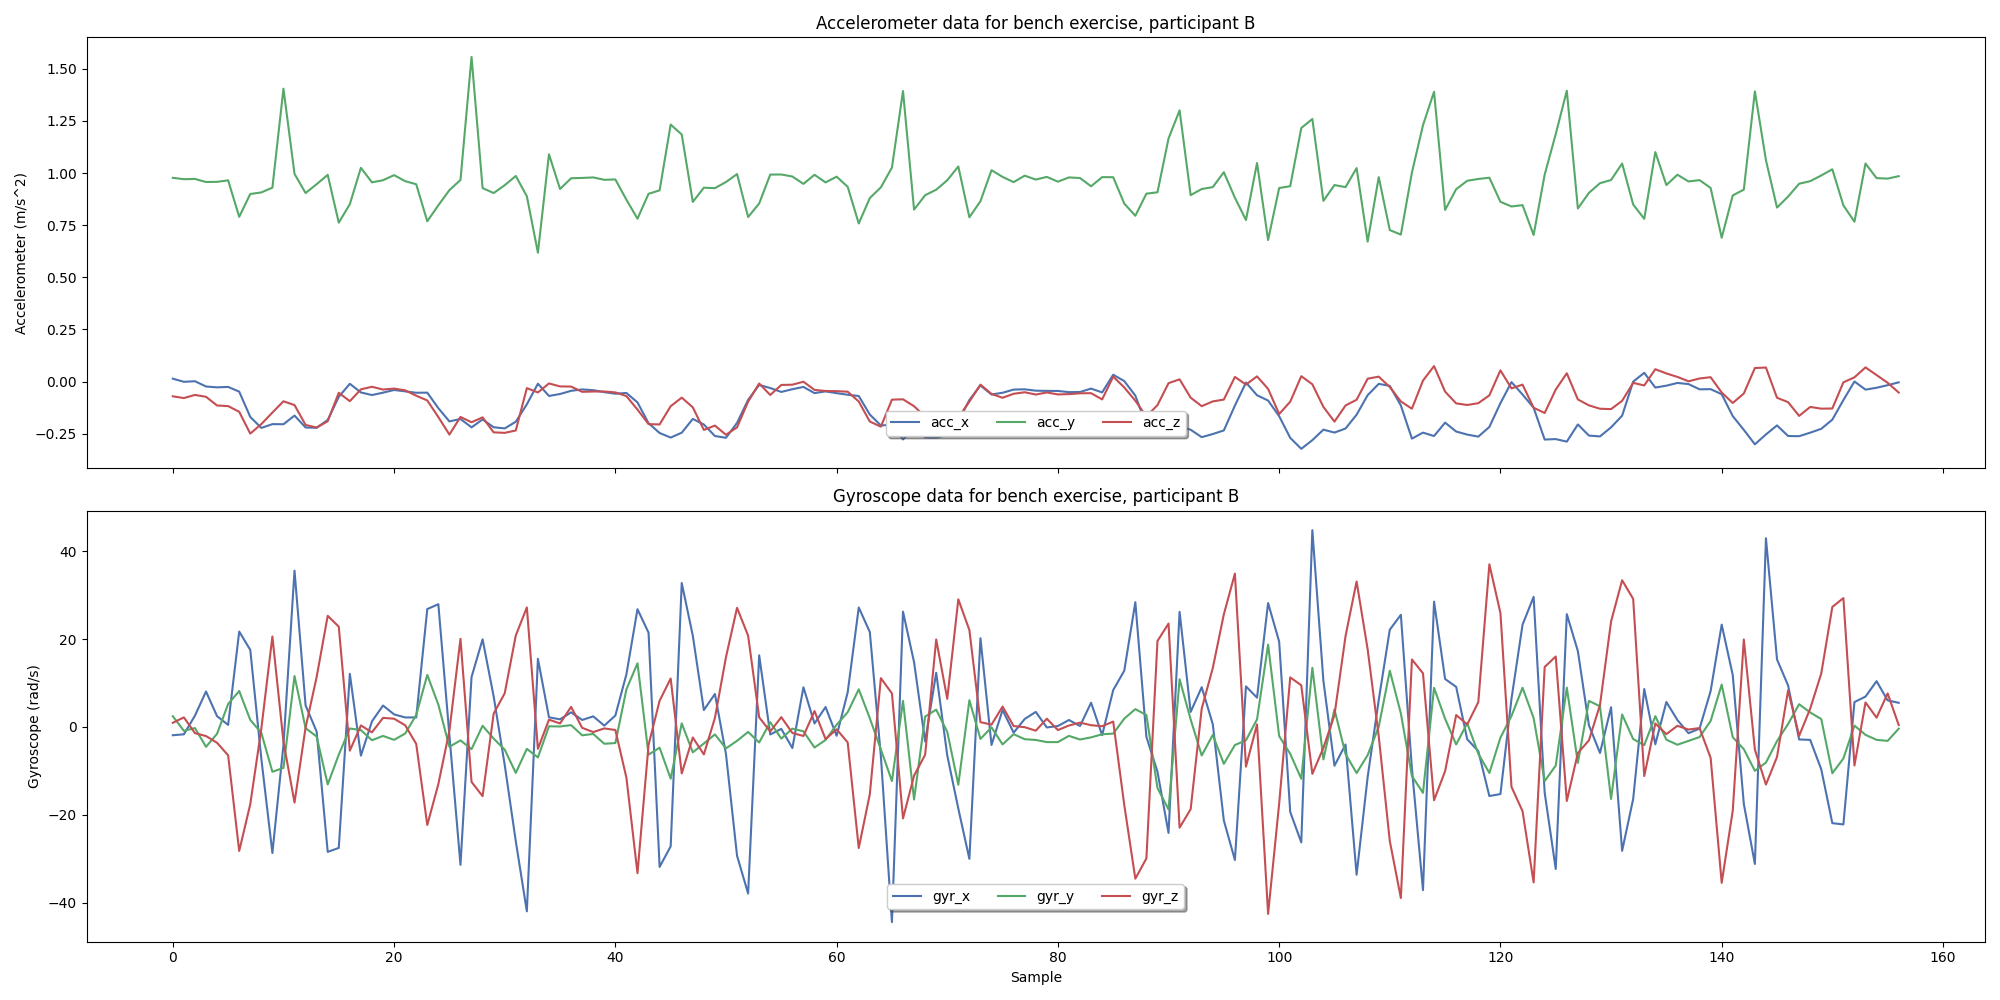 Accelerometer data for bench exercise, participant B
Accelerometer (m/s^2)
1.50
1.25
1.00
0.75
0.50
0.25
0.00
−0.25
acc_x acc_y acc_z
Gyroscope data for bench exercise, participant B
Gyroscope (rad/s)
40
20
0
−20
−40
gyr_x gyr_y gyr_z
0 20 40 60 80 100 120 140 160
Sample